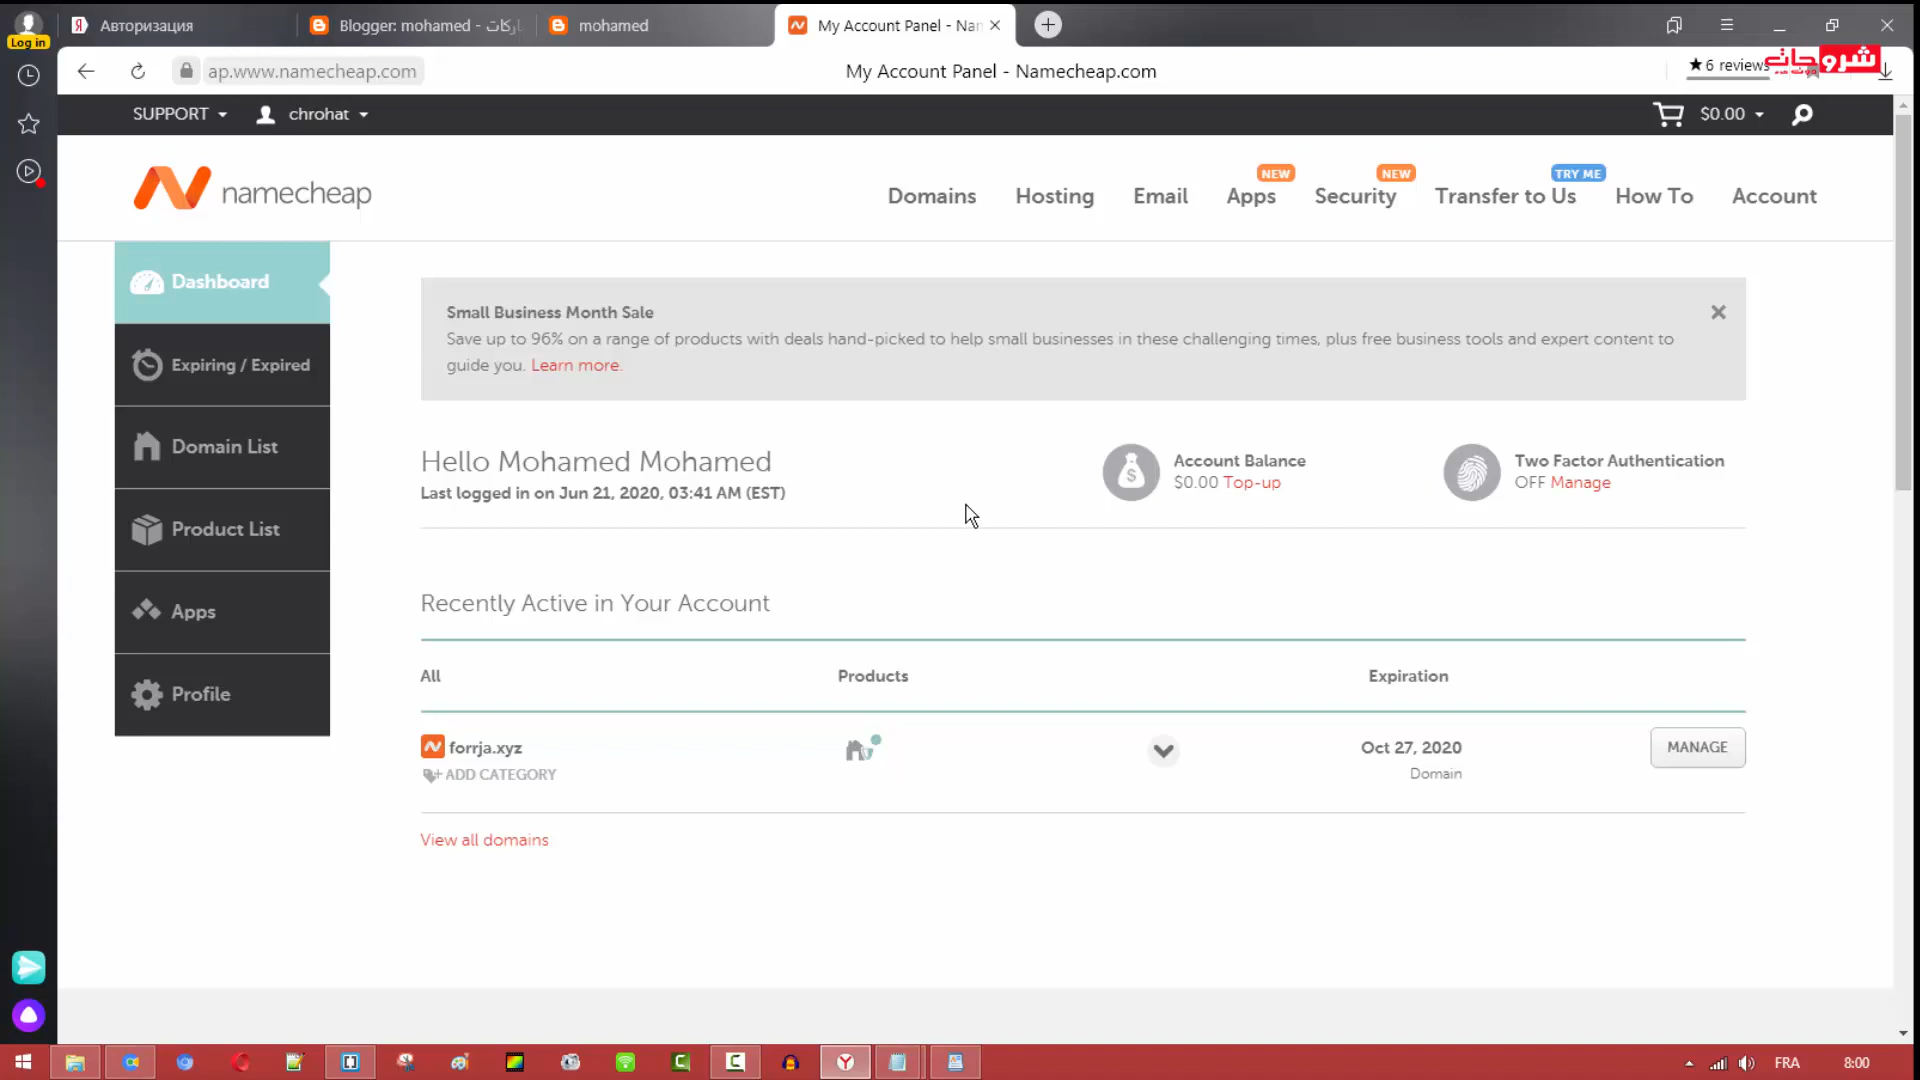 Log in
Авторизация
Blogger: mohamed -
mohamed
My Account Panel - Nan
ap.www.namecheap.com
My Account Panel - Namecheap.com
★ 6 reviews
شروحات
SUPPORT
chrohat
$0.00
namecheap
Domains
Hosting
Email
Apps
NEW
Security
NEW
Transfer to Us
TRY ME
How To
Account
Dashboard
Expiring / Expired
Domain List
Product List
Apps
Profile
Small Business Month Sale
Save up to 96% on a range of products with deals hand-picked to help small businesses in these challenging times, plus free business tools and expert content to
guide you. Learn more.
Hello Mohamed Mohamed
Last logged in on Jun 21, 2020, 03:41 AM (EST)
Account Balance
$0.00 Top-up
Two Factor Authentication
OFF Manage
Recently Active in Your Account
All
Products
Expiration
forrja.xyz
ADD CATEGORY
Oct 27, 2020
Domain
MANAGE
View all domains
FRA
8:00